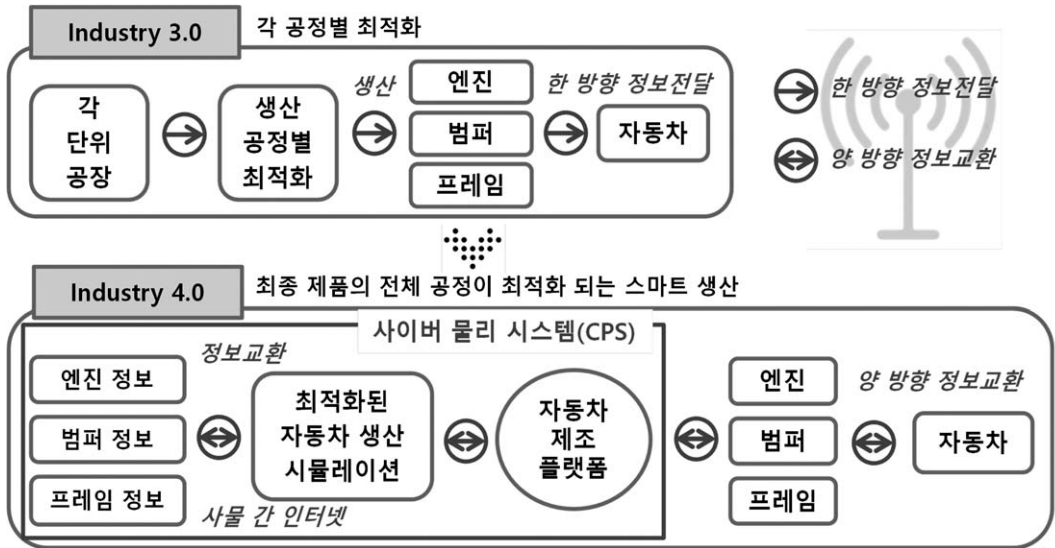 Industry 3.0
각 공정별 최적화
각
단위
공장
생산
공정별
최적화
생산
엔진
범퍼
프레임
한 방향 정보전달
자동차
한 방향 정보전달
양 방향 정보교환
Industry 4.0
최종 제품의 전체 공정이 최적화 되는 스마트 생산
사이버 물리 시스템(CPS)
정보교환
엔진 정보
범퍼 정보
프레임 정보
사물 간 인터넷
최적화된
자동차 생산
시뮬레이션
자동차
제조
플랫폼
엔진
범퍼
프레임
양 방향 정보교환
자동차